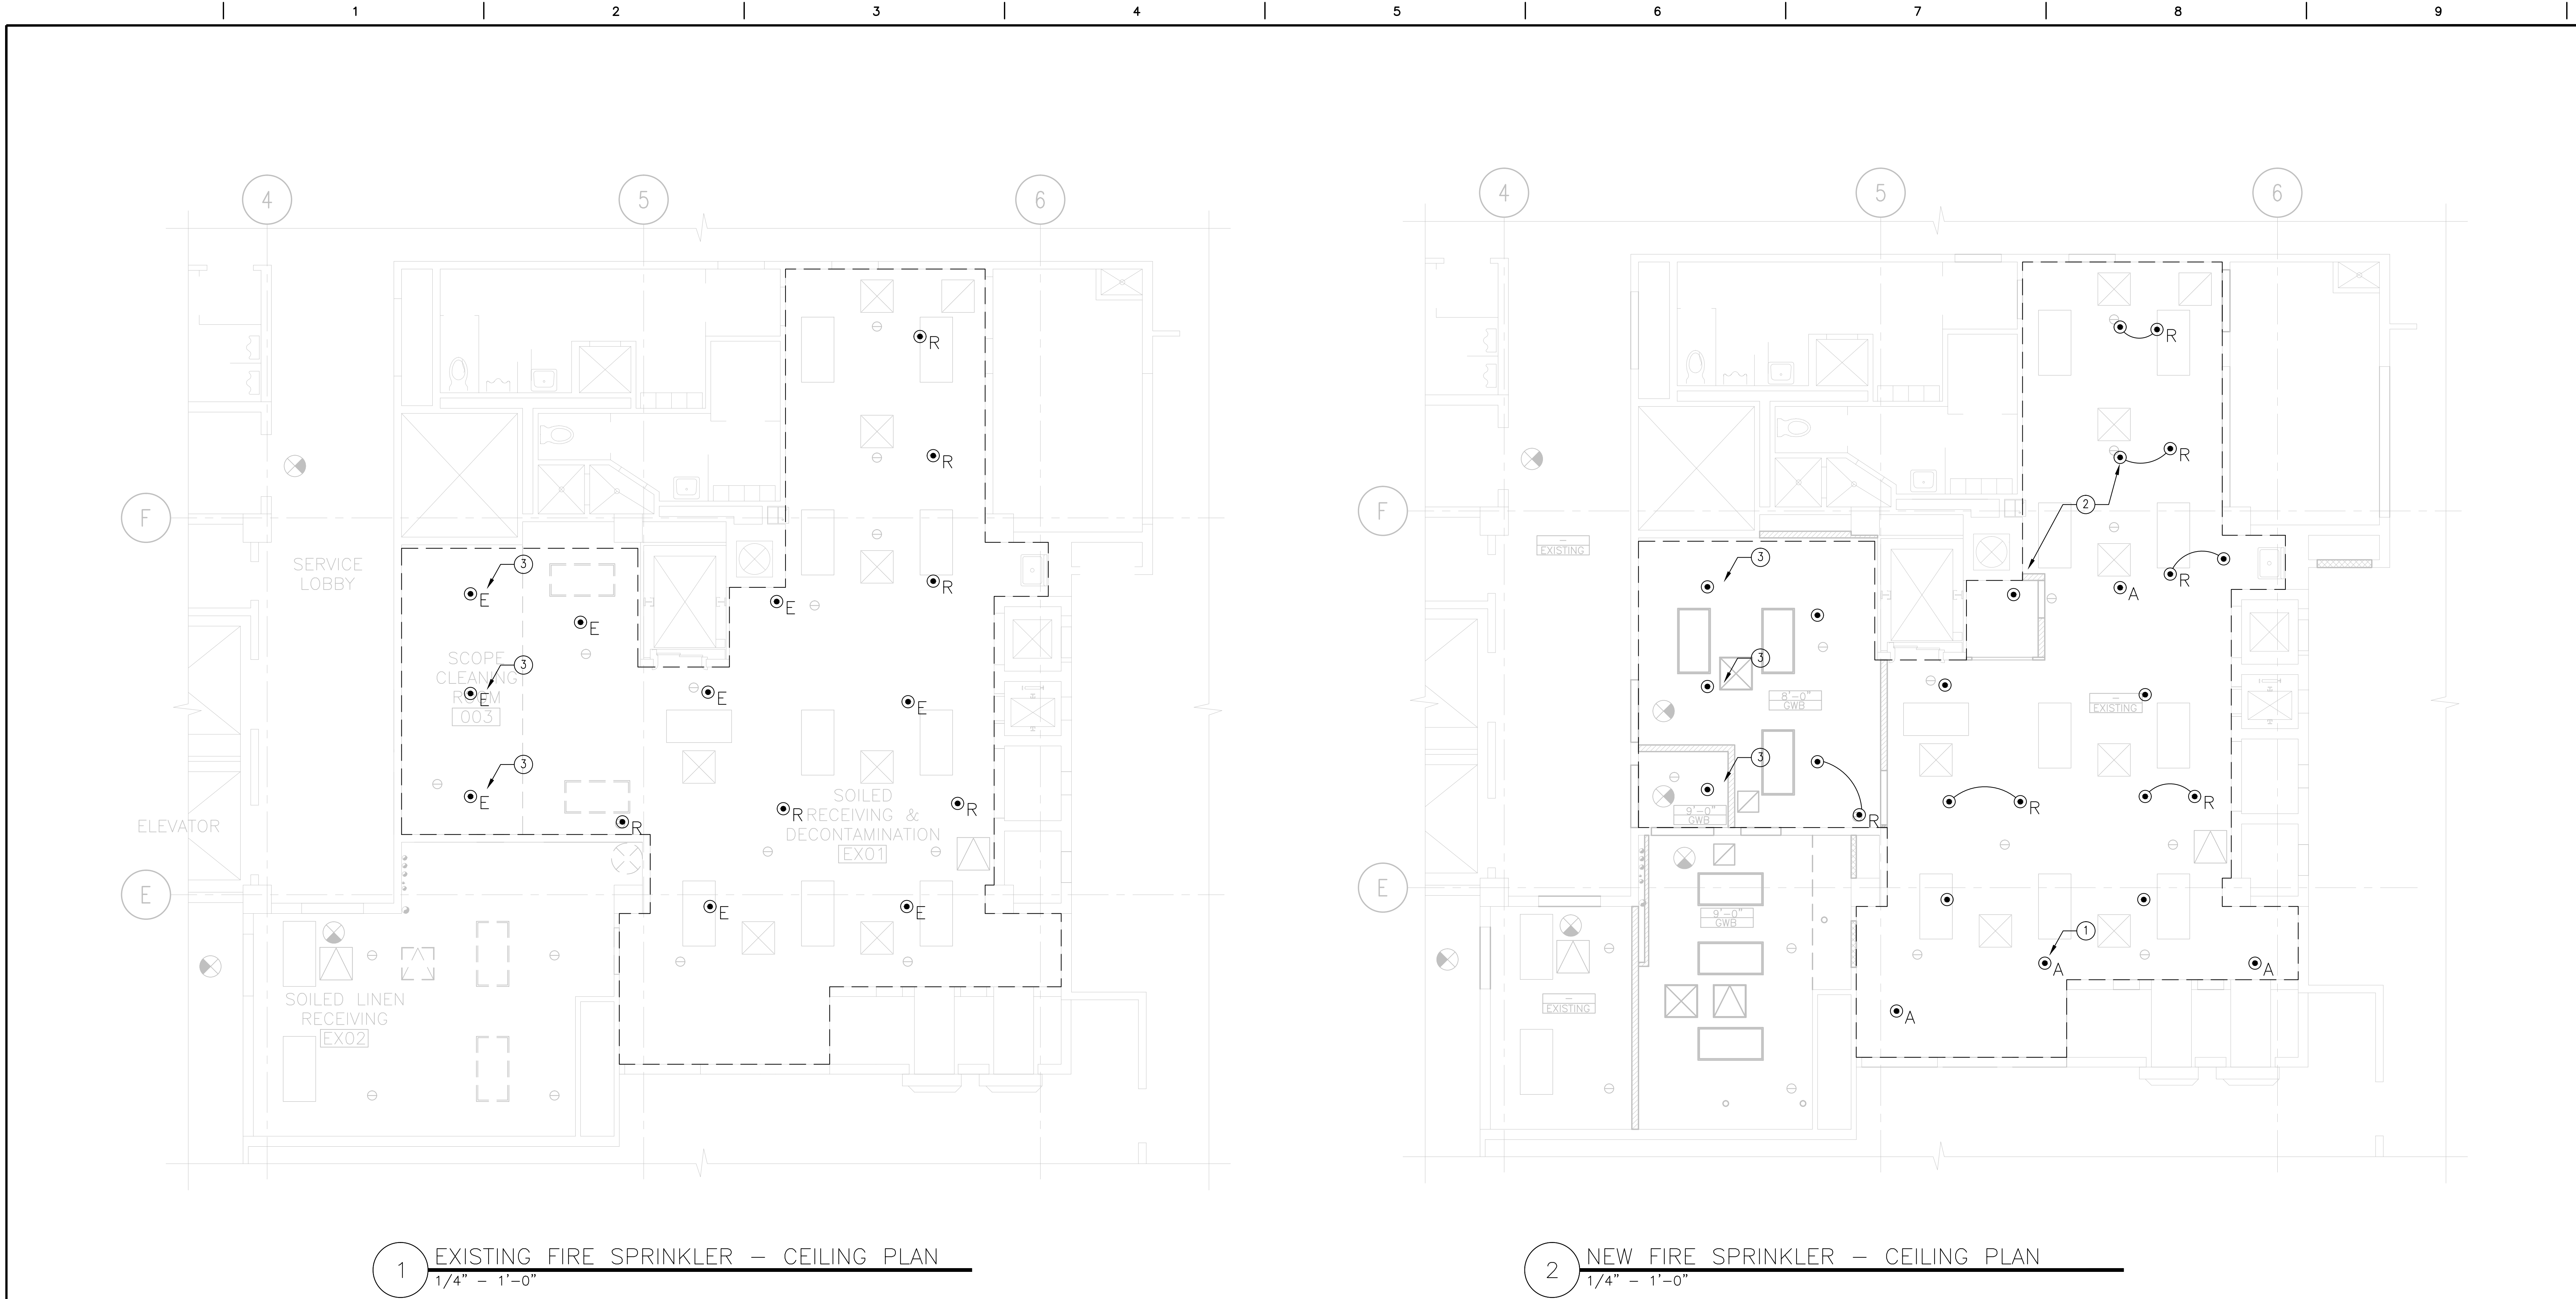 1 2 3 4 5 6 7 8 9
4 5 6
F
E
SERVICE
LOBBY
ELEVATOR
SCOPE
CLEANING
ROOM
003
SOILED
RECEIVING &
DECONTAMINATION
EX01
SOILED LINEN
RECEIVING
EX02
3
E
3
E
3
E
E
R
E
E
E
R
R
R
R
R
E
E
1 EXISTING FIRE SPRINKLER – CEILING PLAN
1/4" – 1'–0"
4 5 6
F
E
–
EXISTING
3
3
3
8'–0"
GWB
9'–0"
GWB
9'–0"
GWB
–
EXISTING
–
EXISTING
R
R
2
R
A
R
R
R
1
A
A
A
2 NEW FIRE SPRINKLER – CEILING PLAN
1/4" – 1'–0"